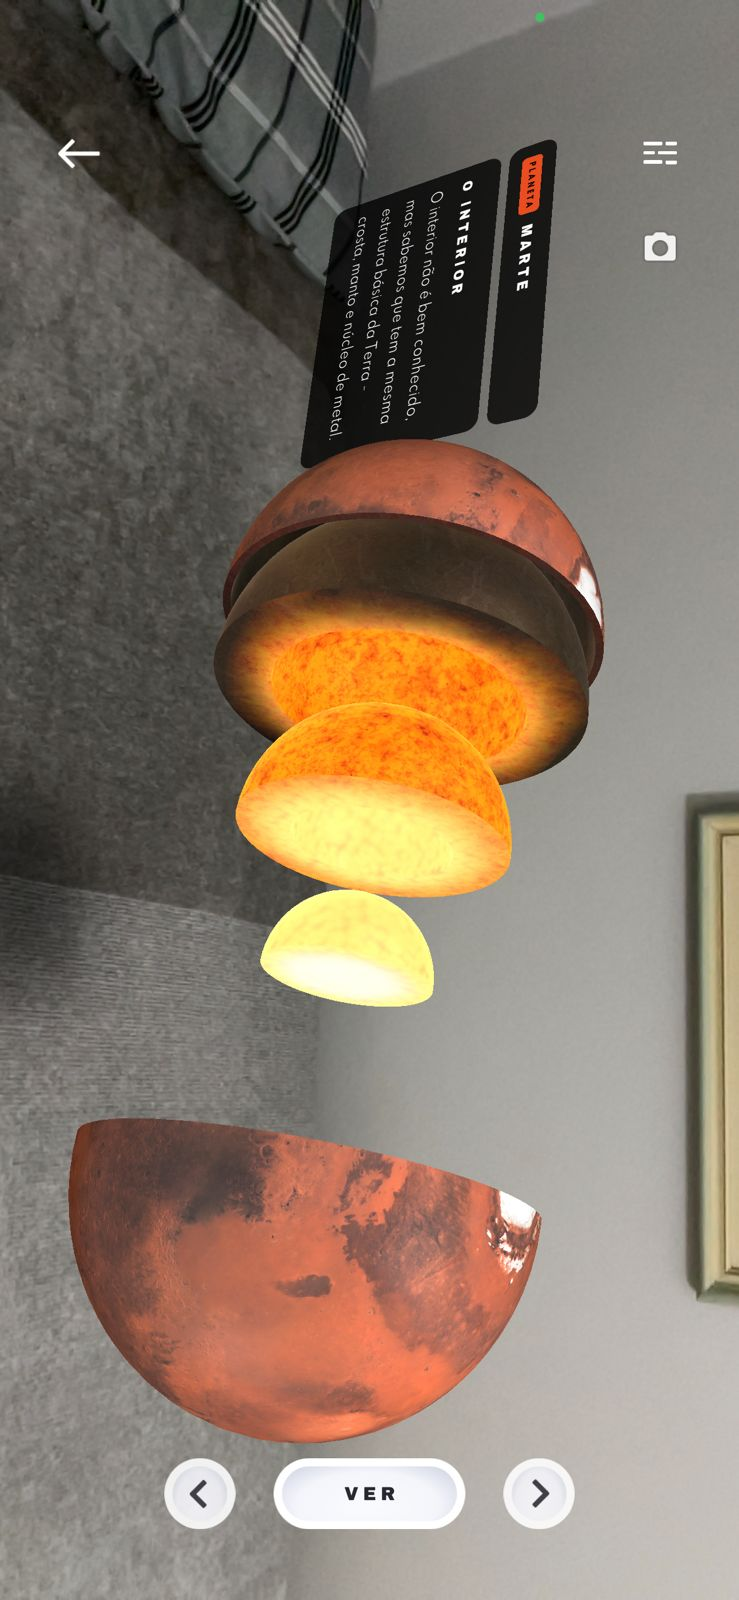 PLANETA MARTE
O INTERIOR
O interior não é bem conhecido,
mas sabemos que tem a mesma
estrutura básica da Terra -
crosta, manto e núcleo de metal.
VER